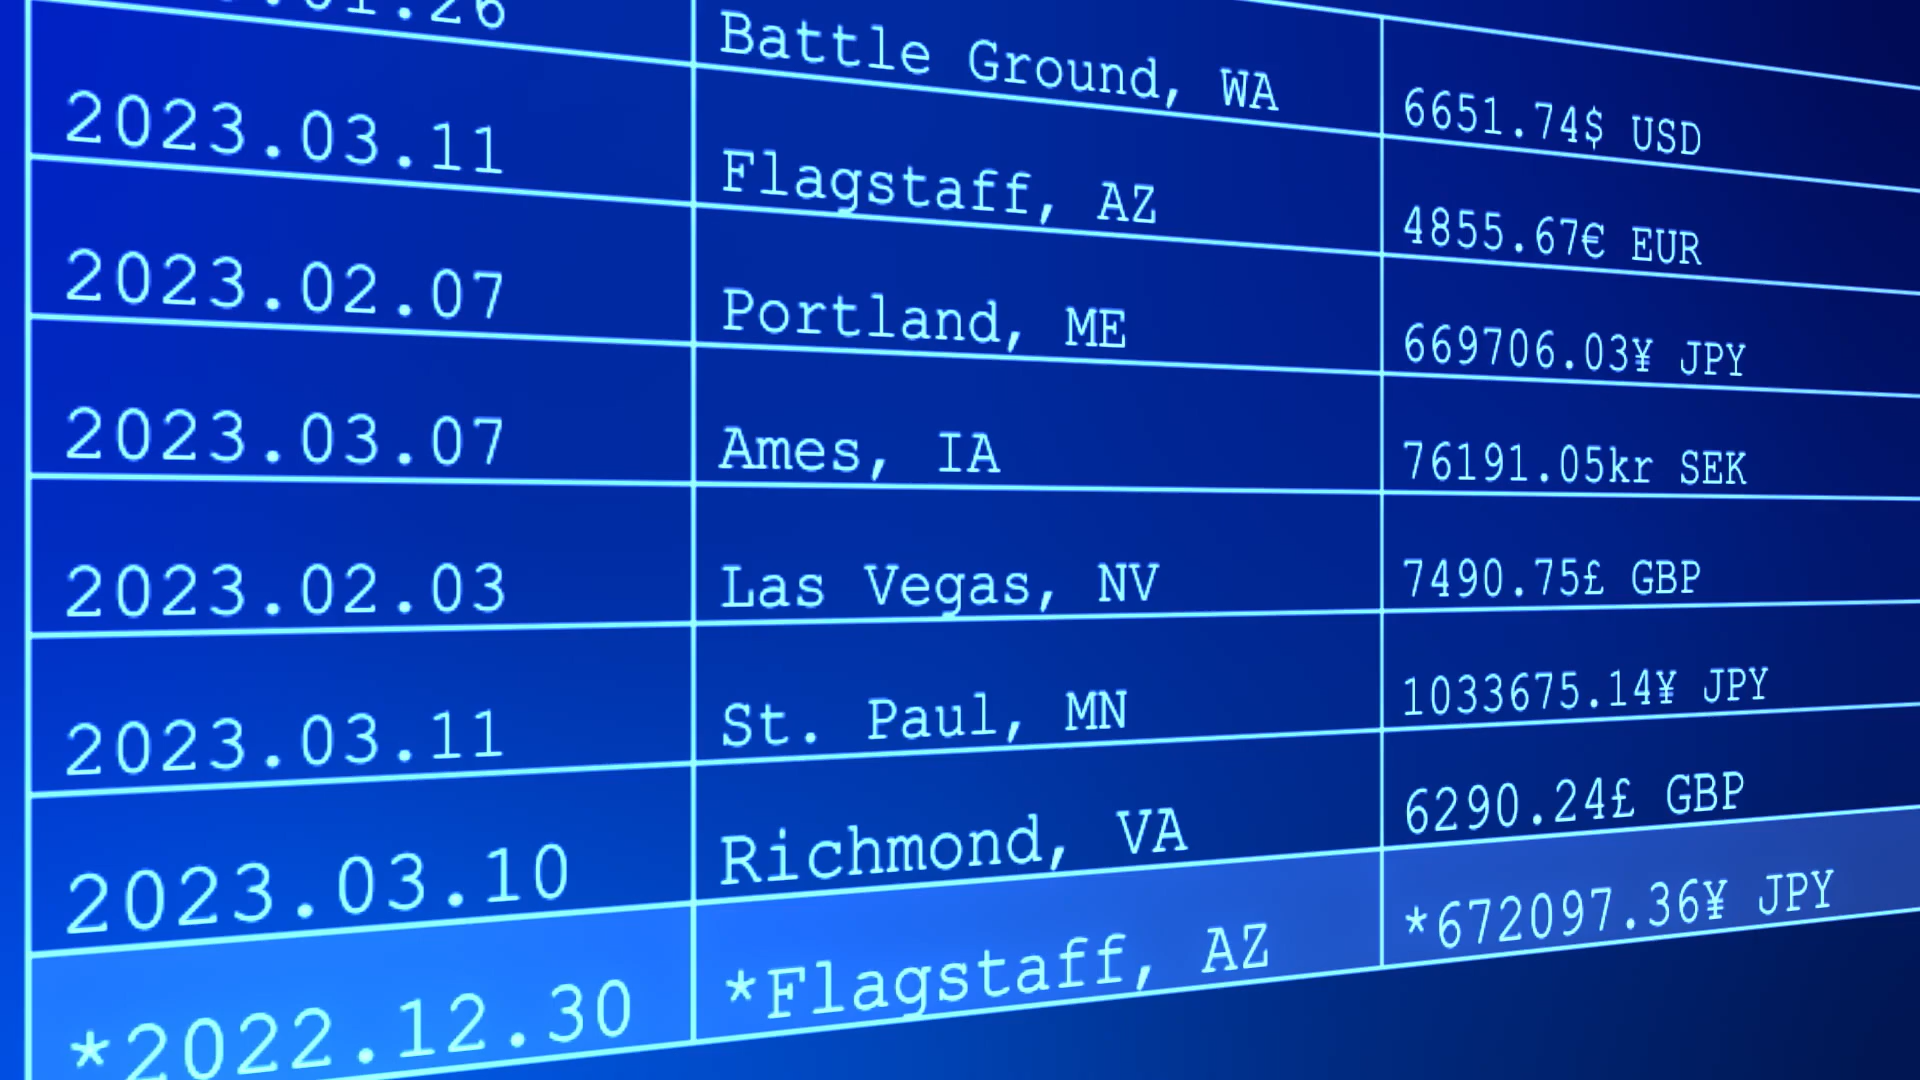 26 Battle Ground, WA 6651.74$ USD
2023.03.11 Flagstaff, AZ 4855.67€ EUR
2023.02.07 Portland, ME 669706.03¥ JPY
2023.03.07 Ames, IA 76191.05kr SEK
2023.02.03 Las Vegas, NV 7490.75£ GBP
2023.03.11 St. Paul, MN 1033675.14¥ JPY
2023.03.10 Richmond, VA 6290.24£ GBP
*2022.12.30 *Flagstaff, AZ *672097.36¥ JPY